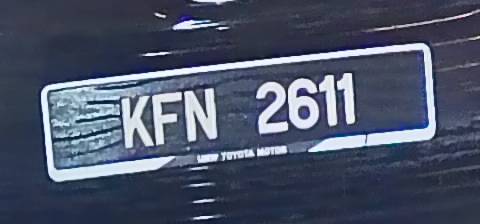 KFN 2611
UMW TOYOTA MOTOR